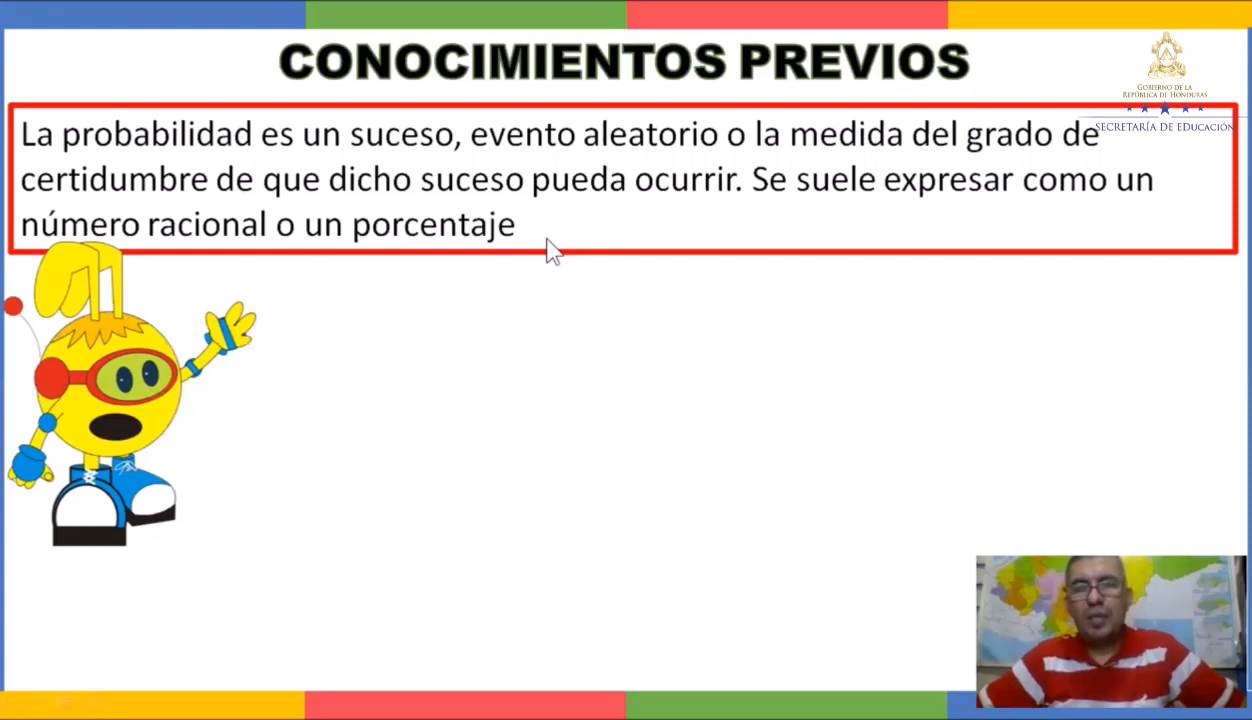 CONOCIMIENTOS PREVIOS
GOBIERNO DE LA
REPÚBLICA DE HONDURAS
SECRETARÍA DE EDUCACIÓN
La probabilidad es un suceso, evento aleatorio o la medida del grado de
certidumbre de que dicho suceso pueda ocurrir. Se suele expresar como un
número racional o un porcentaje